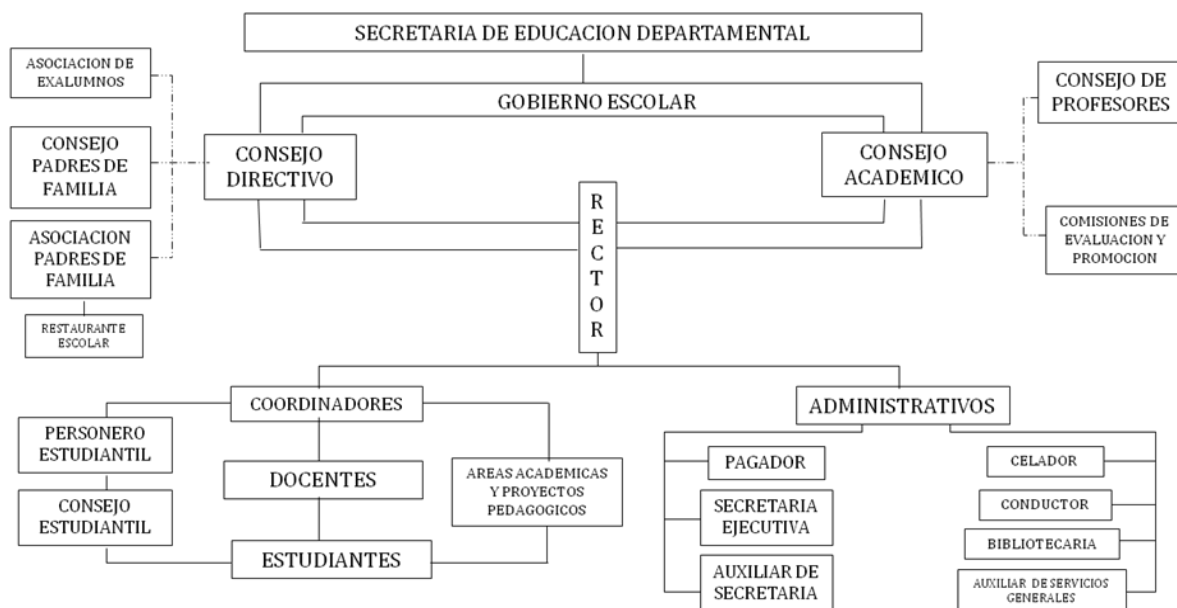 SECRETARIA DE EDUCACION DEPARTAMENTAL
ASOCIACION DE
EXALUMNOS
GOBIERNO ESCOLAR
CONSEJO DE
PROFESORES
CONSEJO
PADRES DE
FAMILIA
CONSEJO
DIRECTIVO
CONSEJO
ACADEMICO
ASOCIACION
PADRES DE
FAMILIA
RECTOR
COMISIONES DE
EVALUACION Y
PROMOCION
RESTAURANTE
ESCOLAR
COORDINADORES
ADMINISTRATIVOS
PERSONERO
ESTUDIANTIL
DOCENTES
AREAS ACADEMICAS
Y PROYECTOS
PEDAGOGICOS
CONSEJO
ESTUDIANTIL
ESTUDIANTES
PAGADOR
CELADOR
SECRETARIA
EJECUTIVA
CONDUCTOR
BIBLIOTECARIA
AUXILIAR DE
SECRETARIA
AUXILIAR DE SERVICIOS
GENERALES